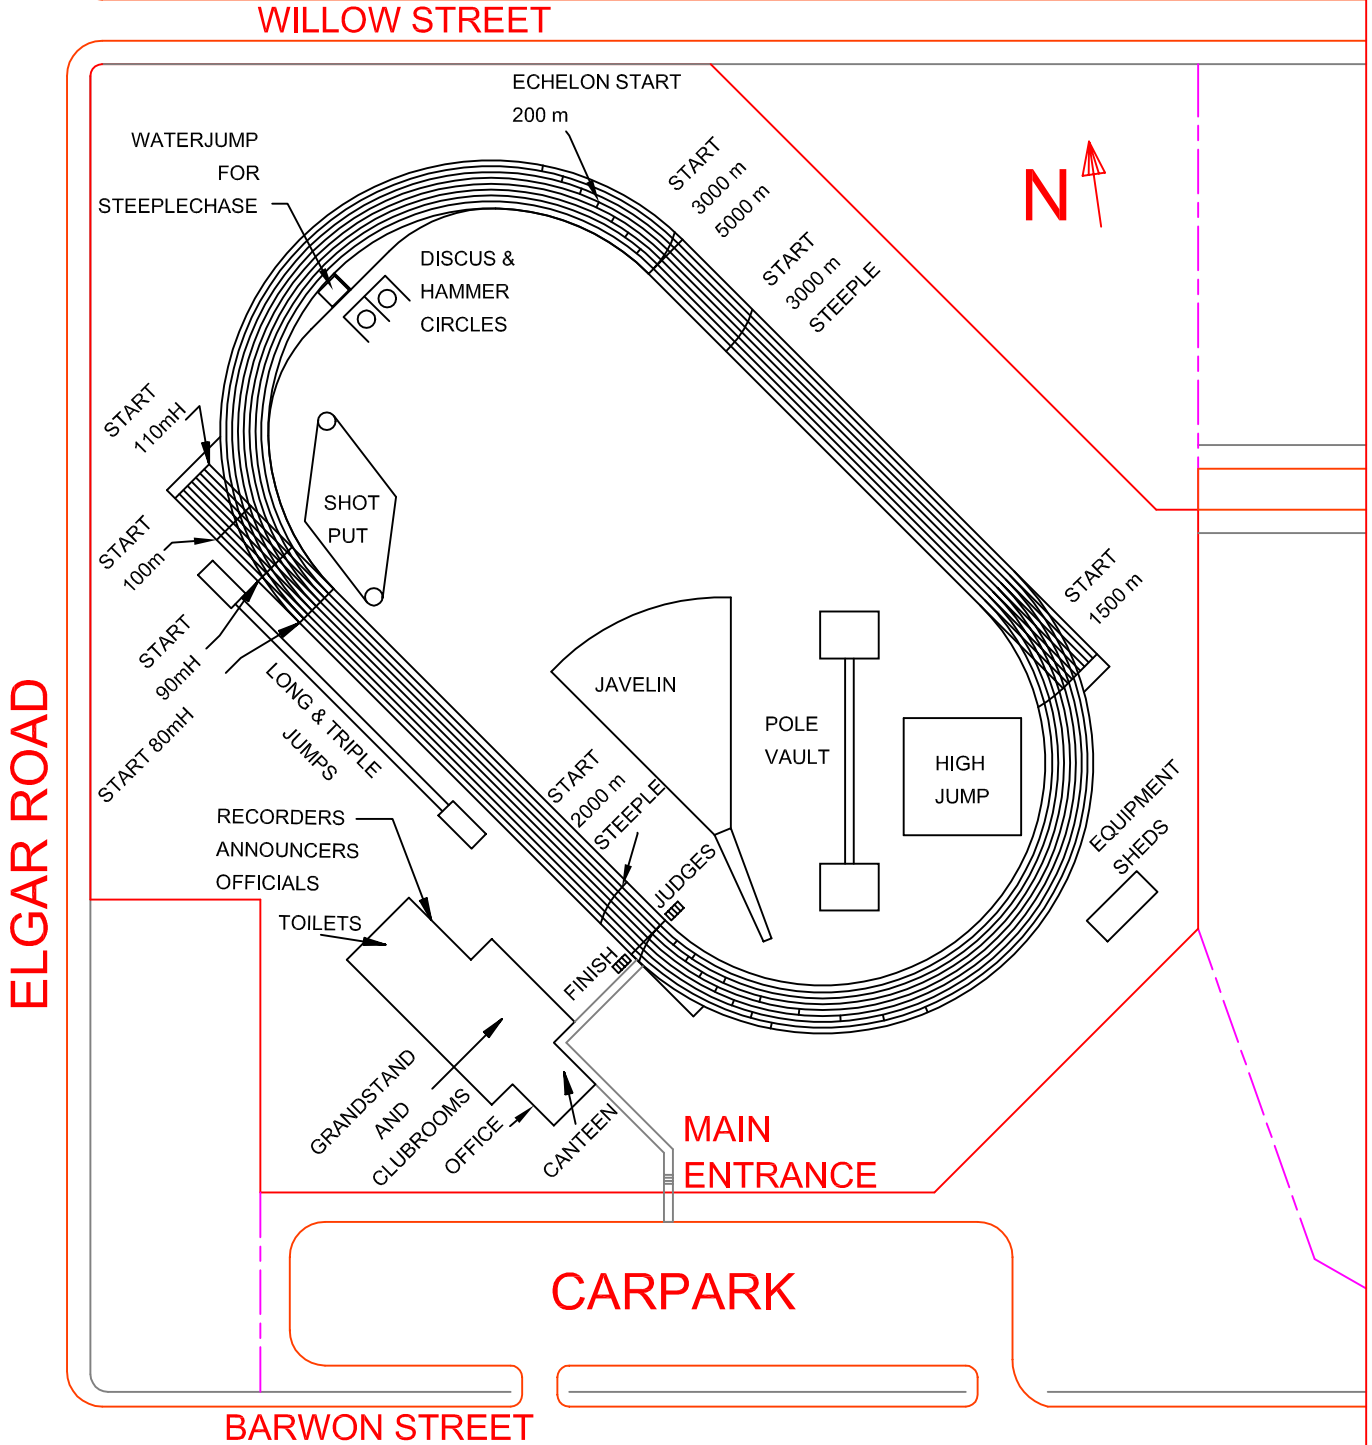 WILLOW STREET
ECHELON START
200 m
WATERJUMP
FOR
STEEPLECHASE
START
3000 m
5000 m
N
START
3000 m
STEEPLE
DISCUS &
HAMMER
CIRCLES
START
110mH
SHOT
PUT
START
100m
START
1500 m
START
90mH
START 80mH
LONG & TRIPLE
JUMPS
JAVELIN
POLE
VAULT
HIGH
JUMP
START
2000 m
STEEPLE
EQUIPMENT
SHEDS
ELGAR ROAD
RECORDERS
ANNOUNCERS
OFFICIALS
TOILETS
JUDGES
FINISH
GRANDSTAND
AND
CLUBROOMS
OFFICE
CANTEEN
MAIN
ENTRANCE
CARPARK
BARWON STREET